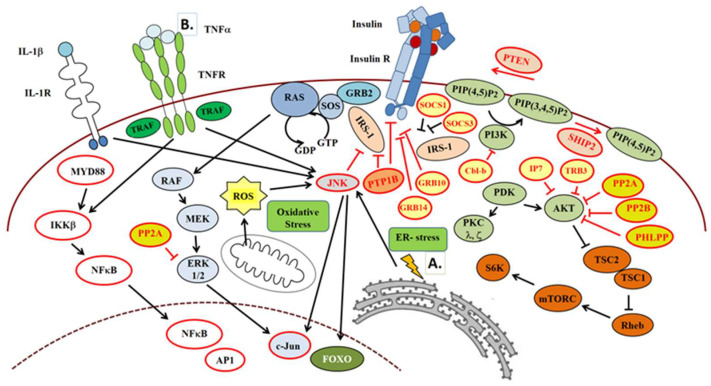 B.
TNFα
Insulin
IL-1β
TNFR
Insulin R
PTEN
IL-1R
GRB2
PIP(4,5)P2
RAS
SOS
SOCS1
PIP(3,4,5)P2
TRAF
TRAF
IRS-1
SOCS3
GDP
GTP
PI3K
SHIP2
PIP(4,5)P2
IRS-1
MYD88
RAF
JNK
PTP1B
GRB10
Cbl-b
IP7
TRB3
ROS
PP2A
GRB14
PDK
IKKβ
MEK
Oxidative
Stress
AKT
PP2B
PP2A
ER- stress
PKC
λ, ζ
PHLPP
NFκB
ERK
1/2
A.
TSC2
S6K
TSC1
mTORC
NFκB
c-Jun
Rheb
AP1
FOXO